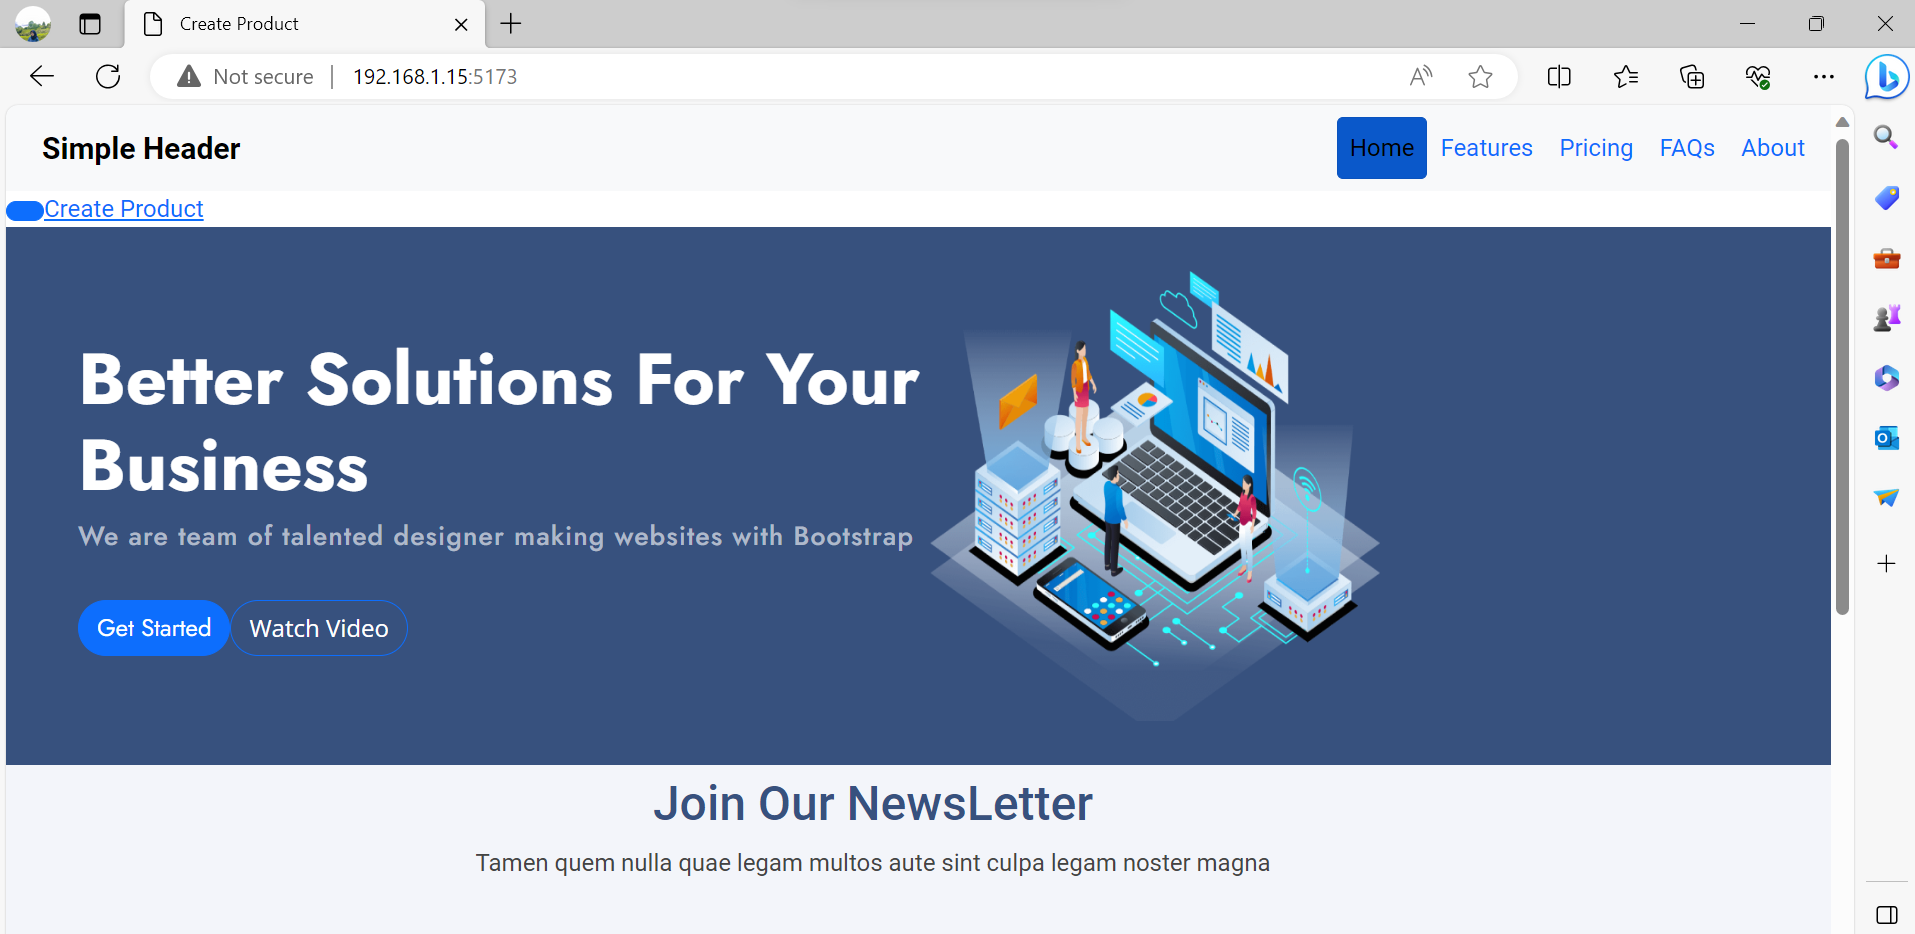 Create Product
Not secure
192.168.1.15:5173
Simple Header
Home Features Pricing FAQs About
Create Product
Better Solutions For Your
Business
We are team of talented designer making websites with Bootstrap
Get Started Watch Video
Join Our NewsLetter
Tamen quem nulla quae legam multos aute sint culpa legam noster magna